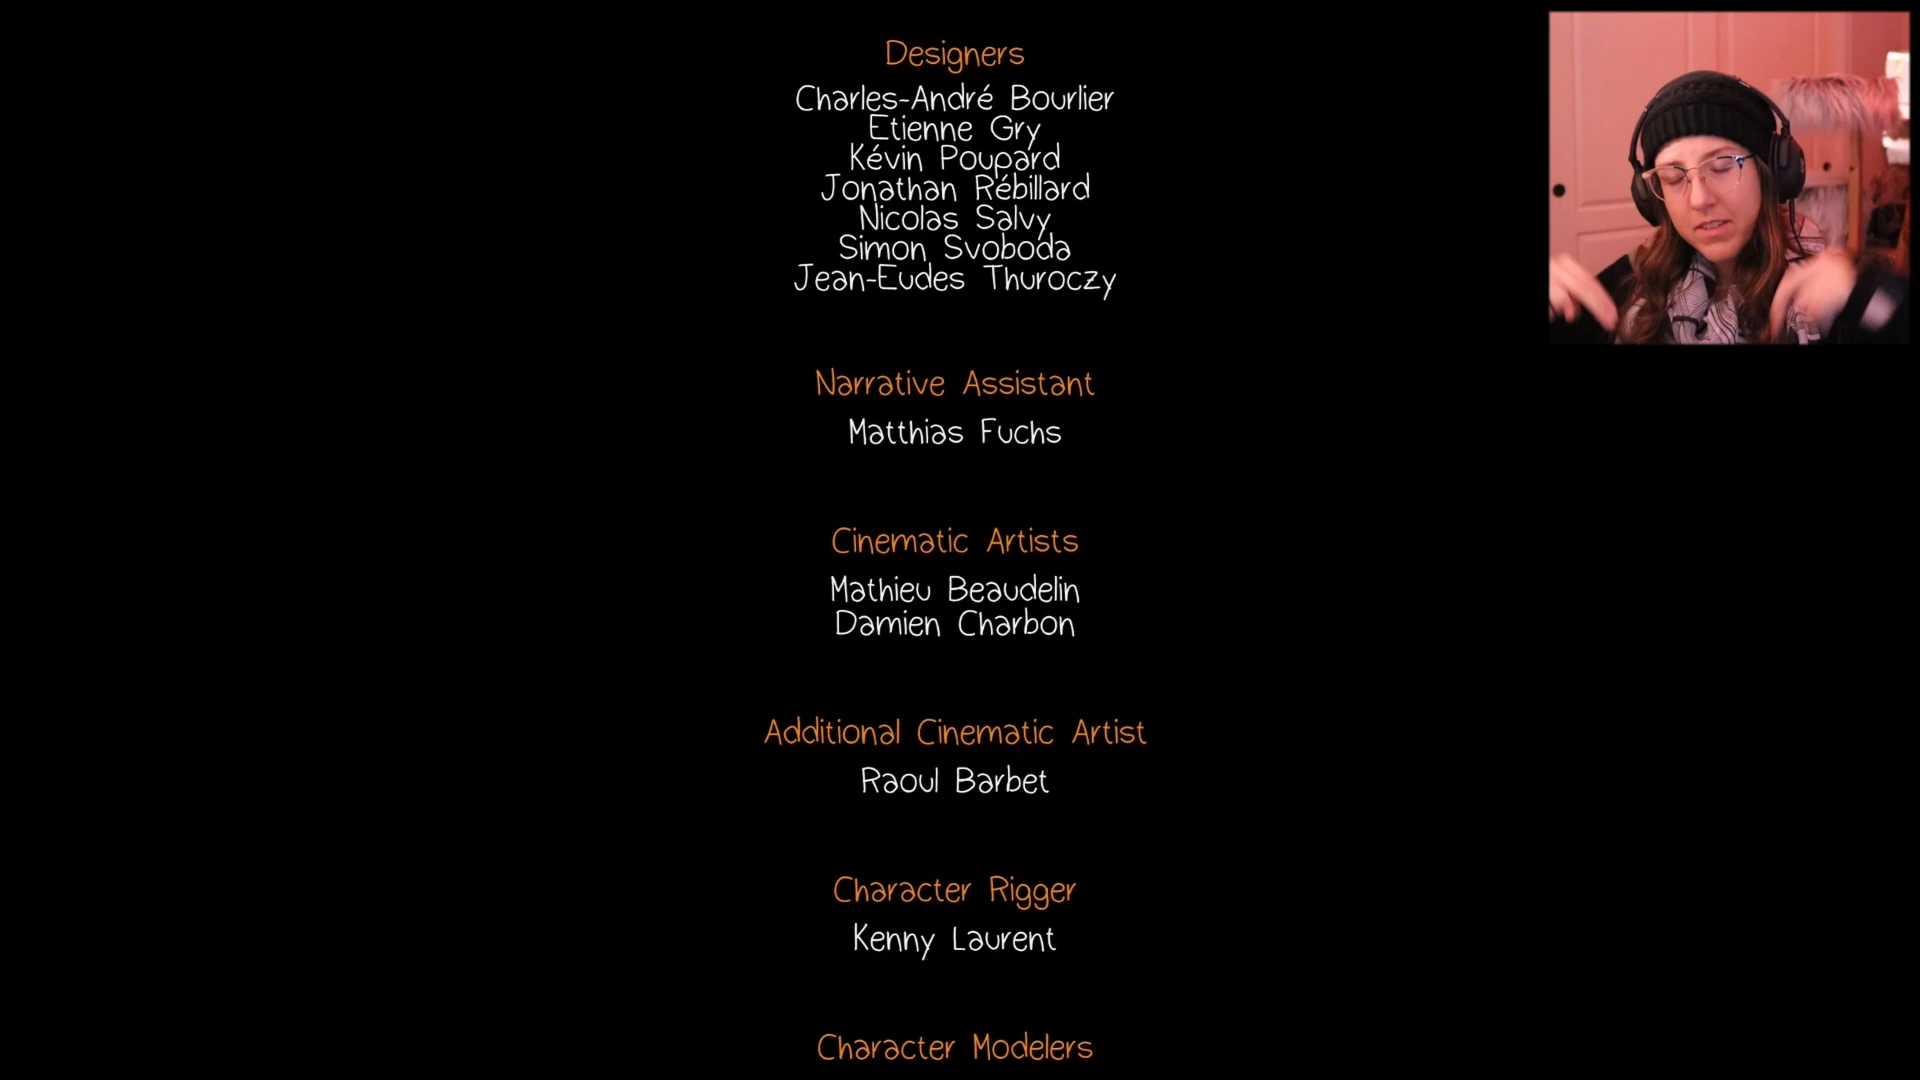 Designers
Charles-André Bourlier
Etienne Gry
Kévin Poupard
Jonathan Rébillard
Nicolas Salvy
Simon Svoboda
Jean-Eudes Thuroczy
Narrative Assistant
Matthias Fuchs
Cinematic Artists
Mathieu Beaudelin
Damien Charbon
Additional Cinematic Artist
Raoul Barbet
Character Rigger
Kenny Laurent
Character Modelers